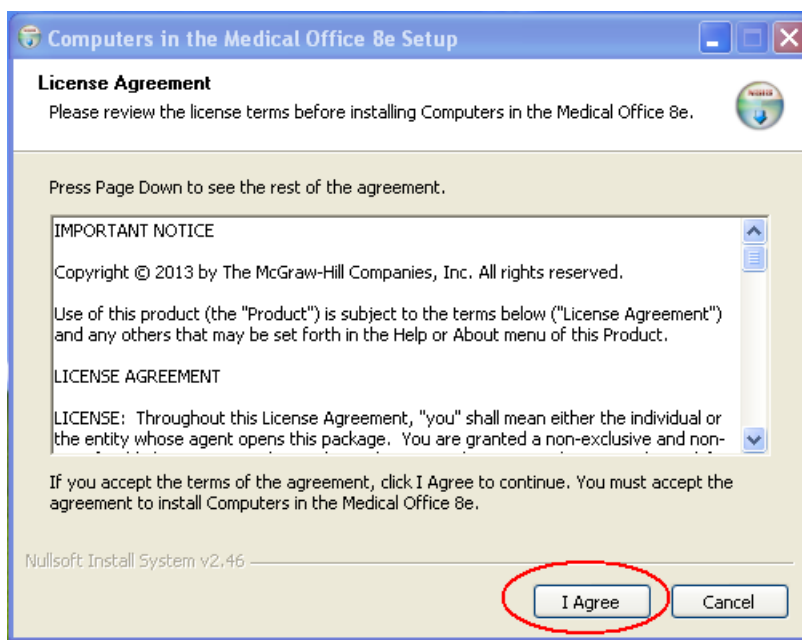 Computers in the Medical Office 8e Setup
License Agreement
Please review the license terms before installing Computers in the Medical Office 8e.
Press Page Down to see the rest of the agreement.
IMPORTANT NOTICE
Copyright © 2013 by The McGraw-Hill Companies, Inc. All rights reserved.
Use of this product (the "Product") is subject to the terms below ("License Agreement")
and any others that may be set forth in the Help or About menu of this Product.
LICENSE AGREEMENT
LICENSE:  Throughout this License Agreement, "you" shall mean either the individual or
the entity whose agent opens this package.  You are granted a non-exclusive and non-
If you accept the terms of the agreement, click I Agree to continue. You must accept the
agreement to install Computers in the Medical Office 8e.
Nullsoft Install System v2.46
I Agree
Cancel